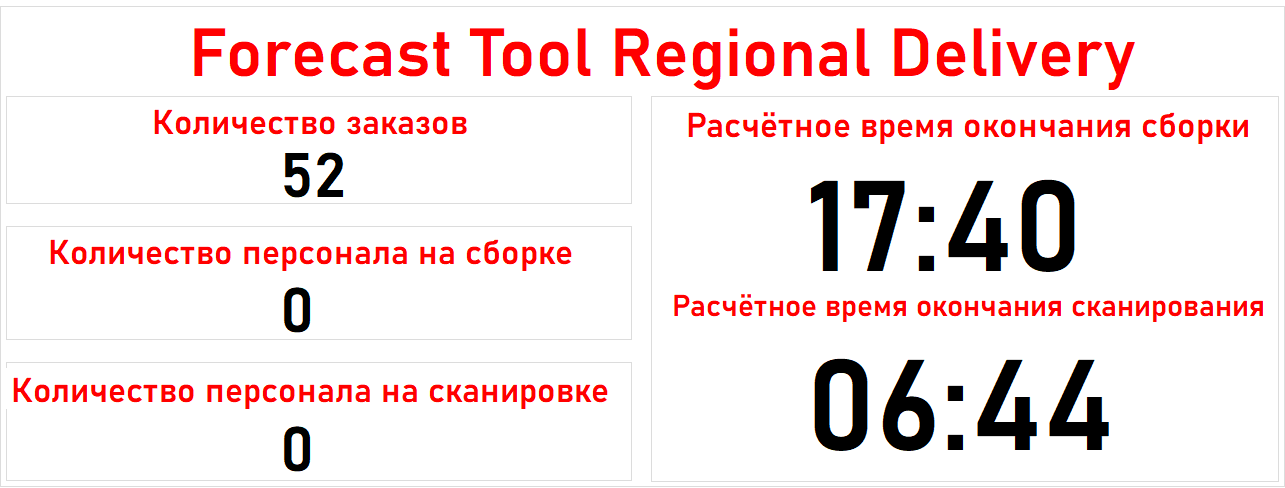 Forecast Tool Regional Delivery
Количество заказов
52
Количество персонала на сборке
0
Количество персонала на сканировке
0
Расчётное время окончания сборки
17:40
Расчётное время окончания сканирования
06:44